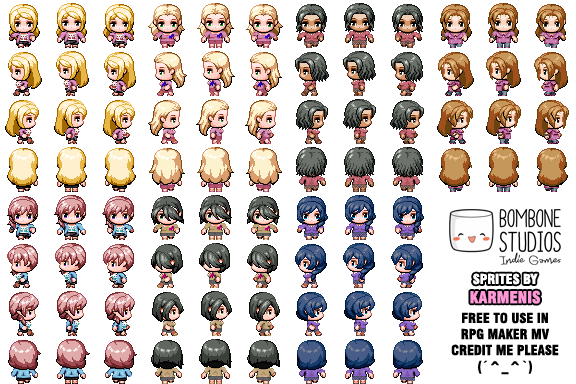 BOMBONE
STUDIOS
Indie Games
SPRITES BY
KARMENIS
FREE TO USE IN
RPG MAKER MV
CREDIT ME PLEASE
(´^_^`)